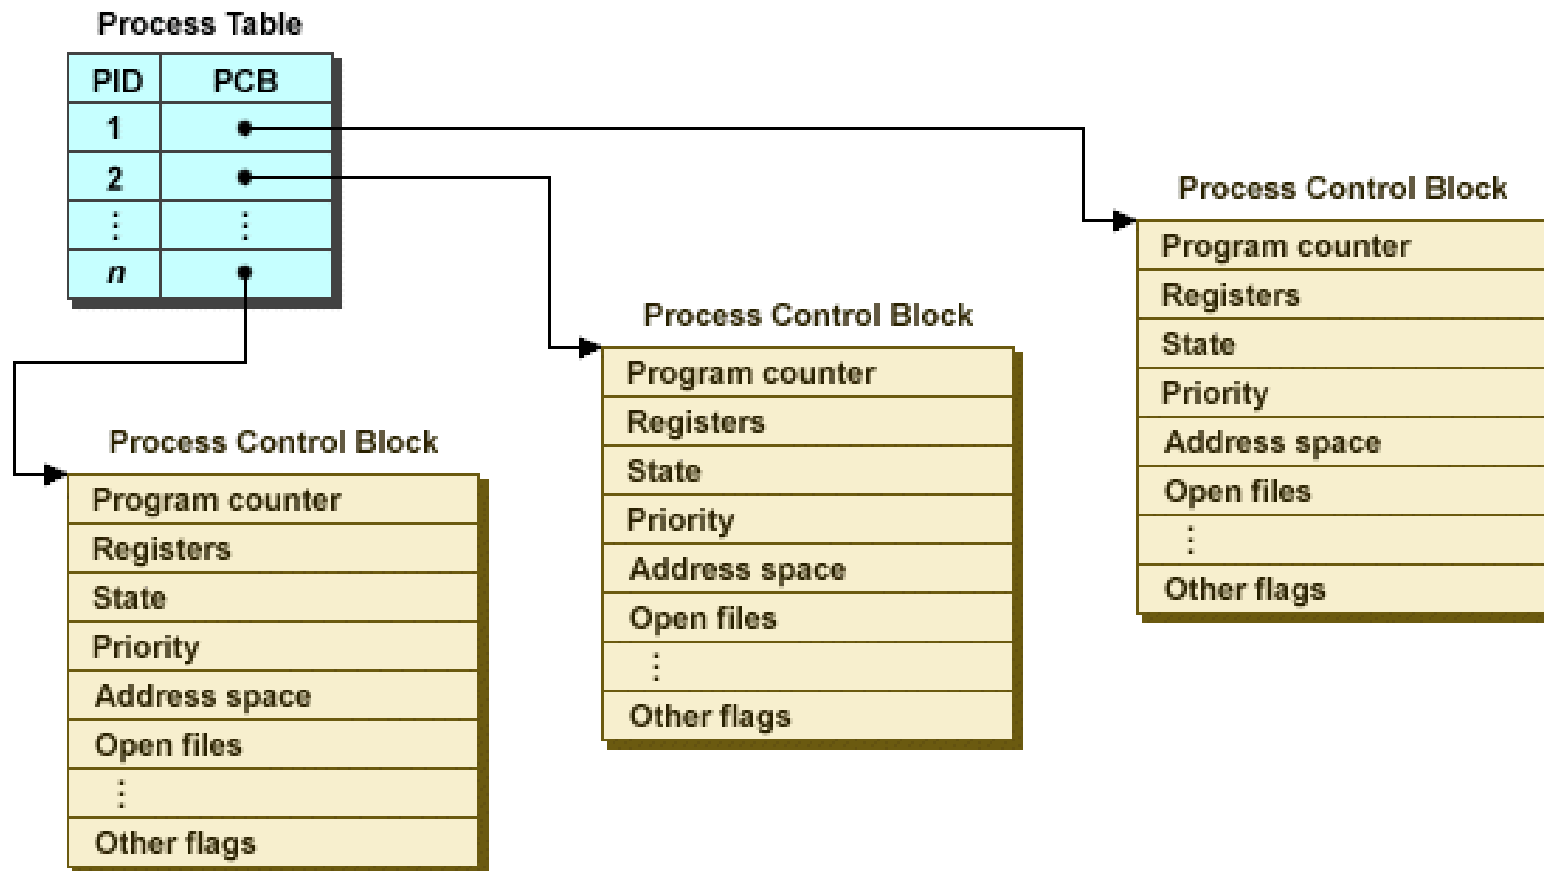 Process Table
PID PCB
1
2
⋮ ⋮
n
Process Control Block
Program counter
Registers
State
Priority
Address space
Open files
⋮
Other flags
Process Control Block
Program counter
Registers
State
Priority
Address space
Open files
⋮
Other flags
Process Control Block
Program counter
Registers
State
Priority
Address space
Open files
⋮
Other flags